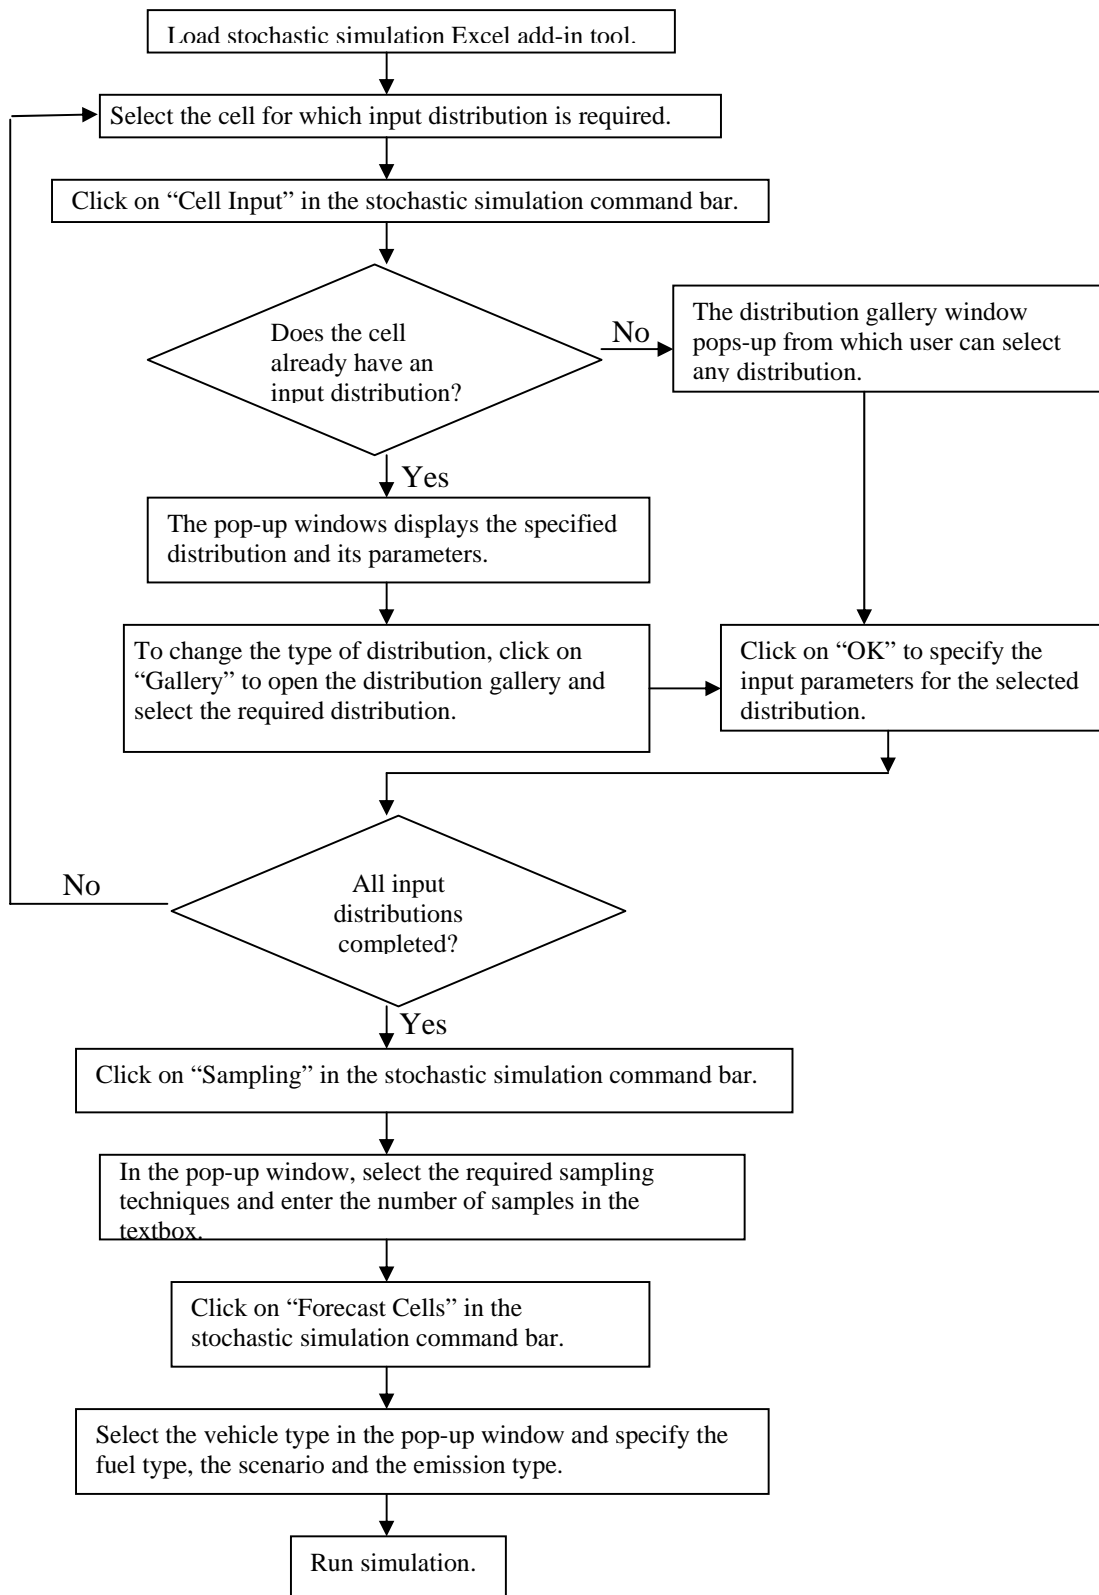 Load stochastic simulation Excel add-in tool.
Select the cell for which input distribution is required.
Click on “Cell Input” in the stochastic simulation command bar.
Does the cell
already have an
input distribution?
No
The distribution gallery window
pops-up from which user can select
any distribution.
Yes
The pop-up windows displays the specified
distribution and its parameters.
To change the type of distribution, click on
“Gallery” to open the distribution gallery and
select the required distribution.
Click on “OK” to specify the
input parameters for the selected
distribution.
No
All input
distributions
completed?
Yes
Click on “Sampling” in the stochastic simulation command bar.
In the pop-up window, select the required sampling
techniques and enter the number of samples in the
textbox.
Click on “Forecast Cells” in the
stochastic simulation command bar.
Select the vehicle type in the pop-up window and specify the
fuel type, the scenario and the emission type.
Run simulation.